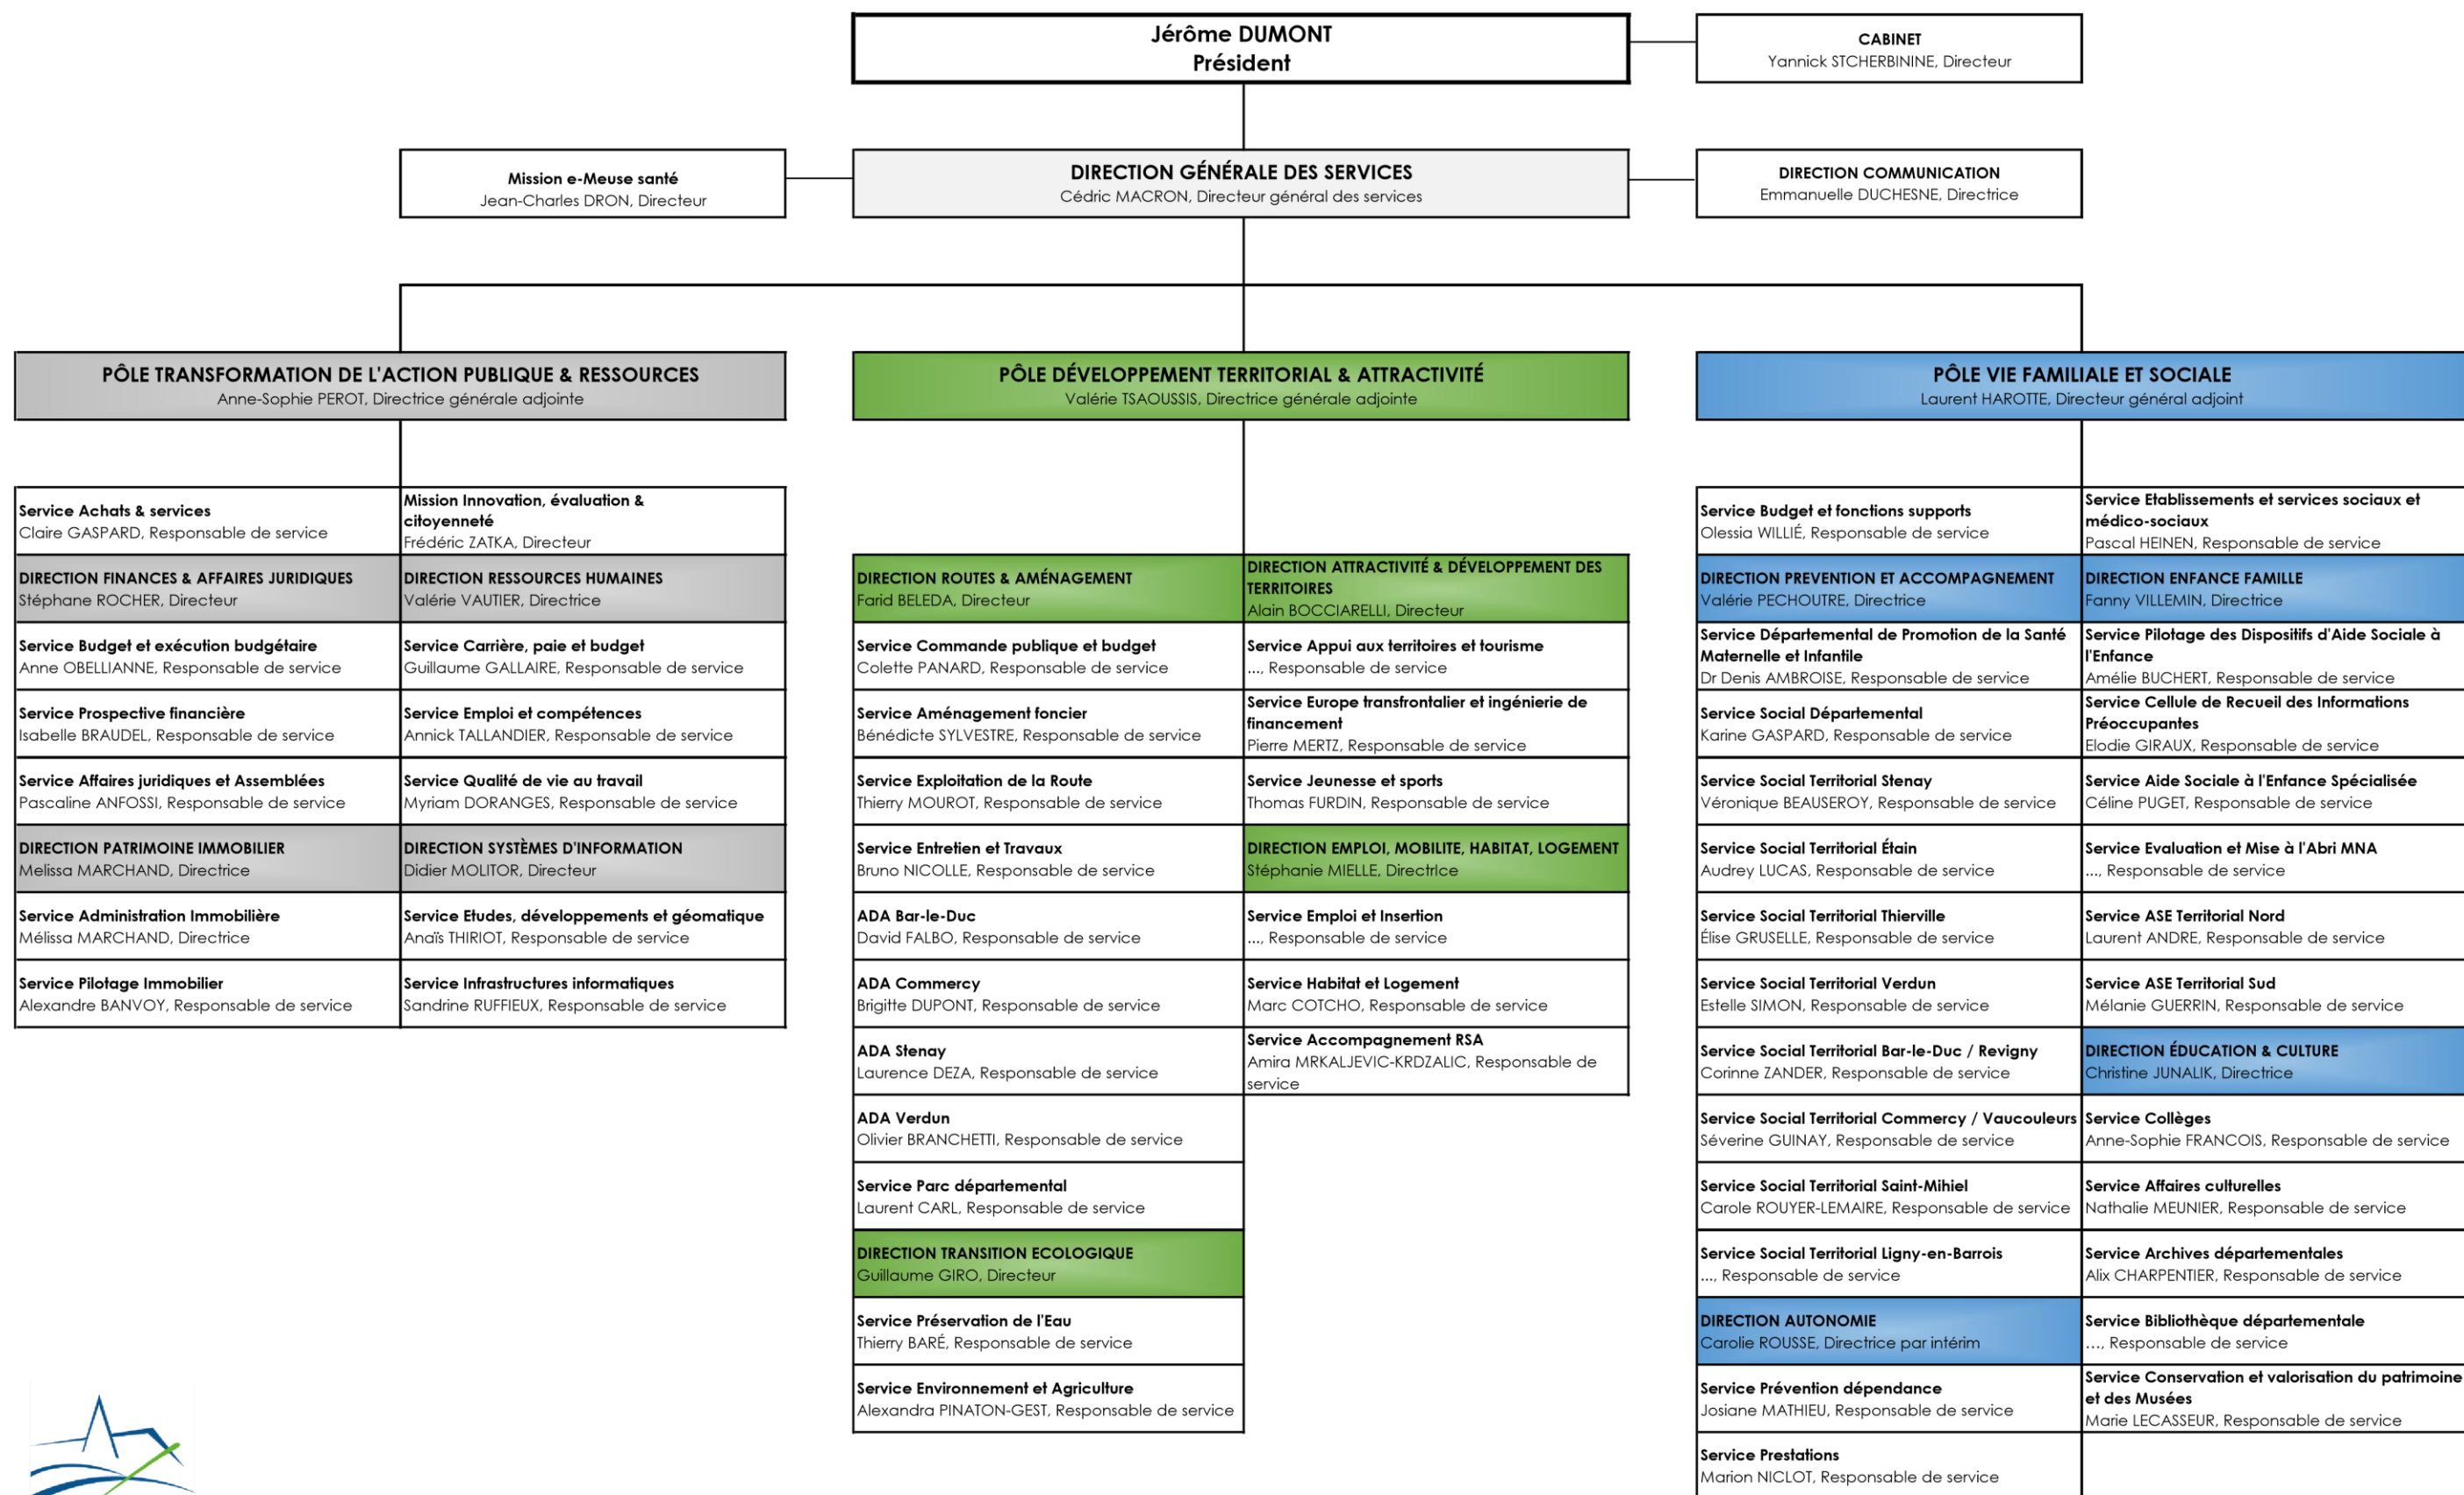 Jérôme DUMONT
Président
CABINET
Yannick STCHERBININE, Directeur
Mission e-Meuse santé
Jean-Charles DRON, Directeur
DIRECTION GÉNÉRALE DES SERVICES
Cédric MACRON, Directeur général des services
DIRECTION COMMUNICATION
Emmanuelle DUCHESNE, Directrice
PÔLE TRANSFORMATION DE L'ACTION PUBLIQUE & RESSOURCES
Anne-Sophie PEROT, Directrice générale adjointe
Service Achats & services
Claire GASPARD, Responsable de service
DIRECTION FINANCES & AFFAIRES JURIDIQUES
Stéphane ROCHER, Directeur
Service Budget et exécution budgétaire
Anne OBELLIANNE, Responsable de service
Service Prospective financière
Isabelle BRAUDEL, Responsable de service
Service Affaires juridiques et Assemblées
Pascaline ANFOSSI, Responsable de service
DIRECTION PATRIMOINE IMMOBILIER
Melissa MARCHAND, Directrice
Service Administration Immobilière
Mélissa MARCHAND, Directrice
Service Pilotage Immobilier
Alexandre BANVOY, Responsable de service
Mission Innovation, évaluation &
citoyenneté
Frédéric ZATKA, Directeur
DIRECTION RESSOURCES HUMAINES
Valérie VAUTIER, Directrice
Service Carrière, paie et budget
Guillaume GALLAIRE, Responsable de service
Service Emploi et compétences
Annick TALLANDIER, Responsable de service
Service Qualité de vie au travail
Myriam DORANGES, Responsable de service
DIRECTION SYSTÈMES D'INFORMATION
Didier MOLITOR, Directeur
Service Etudes, développements et géomatique
Anaïs THIRIOT, Responsable de service
Service Infrastructures informatiques
Sandrine RUFFIEUX, Responsable de service
PÔLE DÉVELOPPEMENT TERRITORIAL & ATTRACTIVITÉ
Valérie TSAOUSSIS, Directrice générale adjointe
DIRECTION ROUTES & AMÉNAGEMENT
Farid BELEDA, Directeur
Service Commande publique et budget
Colette PANARD, Responsable de service
Service Aménagement foncier
Bénédicte SYLVESTRE, Responsable de service
Service Exploitation de la Route
Thierry MOUROT, Responsable de service
Service Entretien et Travaux
Bruno NICOLLE, Responsable de service
ADA Bar-le-Duc
David FALBO, Responsable de service
ADA Commercy
Brigitte DUPONT, Responsable de service
ADA Stenay
Laurence DEZA, Responsable de service
ADA Verdun
Olivier BRANCHETTI, Responsable de service
Service Parc départemental
Laurent CARL, Responsable de service
DIRECTION TRANSITION ECOLOGIQUE
Guillaume GIRO, Directeur
Service Préservation de l'Eau
Thierry BARÉ, Responsable de service
Service Environnement et Agriculture
Alexandra PINATON-GEST, Responsable de service
DIRECTION ATTRACTIVITÉ & DÉVELOPPEMENT DES
TERRITOIRES
Alain BOCCIARELLI, Directeur
Service Appui aux territoires et tourisme
..., Responsable de service
Service Europe transfrontalier et ingénierie de
financement
Pierre MERTZ, Responsable de service
Service Jeunesse et sports
Thomas FURDIN, Responsable de service
DIRECTION EMPLOI, MOBILITE, HABITAT, LOGEMENT
Stéphanie MIELLE, Directrice
Service Emploi et Insertion
..., Responsable de service
Service Habitat et Logement
Marc COTCHO, Responsable de service
Service Accompagnement RSA
Amira MRKALJEVIC-KRDZALIC, Responsable de
service
PÔLE VIE FAMILIALE ET SOCIALE
Laurent HAROTTE, Directeur général adjoint
Service Budget et fonctions supports
Olessia WILLIÉ, Responsable de service
DIRECTION PREVENTION ET ACCOMPAGNEMENT
Valérie PECHOUTRE, Directrice
Service Départemental de Promotion de la Santé
Maternelle et Infantile
Dr Denis AMBROISE, Responsable de service
Service Social Départemental
Karine GASPARD, Responsable de service
Service Social Territorial Stenay
Véronique BEAUSEROY, Responsable de service
Service Social Territorial Étain
Audrey LUCAS, Responsable de service
Service Social Territorial Thierville
Élise GRUSELLE, Responsable de service
Service Social Territorial Verdun
Estelle SIMON, Responsable de service
Service Social Territorial Bar-le-Duc / Revigny
Corinne ZANDER, Responsable de service
Service Social Territorial Commercy / Vaucouleurs
Séverine GUINAY, Responsable de service
Service Social Territorial Saint-Mihiel
Carole ROUYER-LEMAIRE, Responsable de service
Service Social Territorial Ligny-en-Barrois
..., Responsable de service
DIRECTION AUTONOMIE
Carolie ROUSSE, Directrice par intérim
Service Prévention dépendance
Josiane MATHIEU, Responsable de service
Service Prestations
Marion NICLOT, Responsable de service
Service Etablissements et services sociaux et
médico-sociaux
Pascal HEINEN, Responsable de service
DIRECTION ENFANCE FAMILLE
Fanny VILLEMIN, Directrice
Service Pilotage des Dispositifs d'Aide Sociale à
l'Enfance
Amélie BUCHERT, Responsable de service
Service Cellule de Recueil des Informations
Préoccupantes
Elodie GIRAUX, Responsable de service
Service Aide Sociale à l'Enfance Spécialisée
Céline PUGET, Responsable de service
Service Evaluation et Mise à l'Abri MNA
..., Responsable de service
Service ASE Territorial Nord
Laurent ANDRE, Responsable de service
Service ASE Territorial Sud
Mélanie GUERRIN, Responsable de service
DIRECTION ÉDUCATION & CULTURE
Christine JUNALIK, Directrice
Service Collèges
Anne-Sophie FRANCOIS, Responsable de service
Service Affaires culturelles
Nathalie MEUNIER, Responsable de service
Service Archives départementales
Alix CHARPENTIER, Responsable de service
Service Bibliothèque départementale
..., Responsable de service
Service Conservation et valorisation du patrimoine
et des Musées
Marie LECASSEUR, Responsable de service